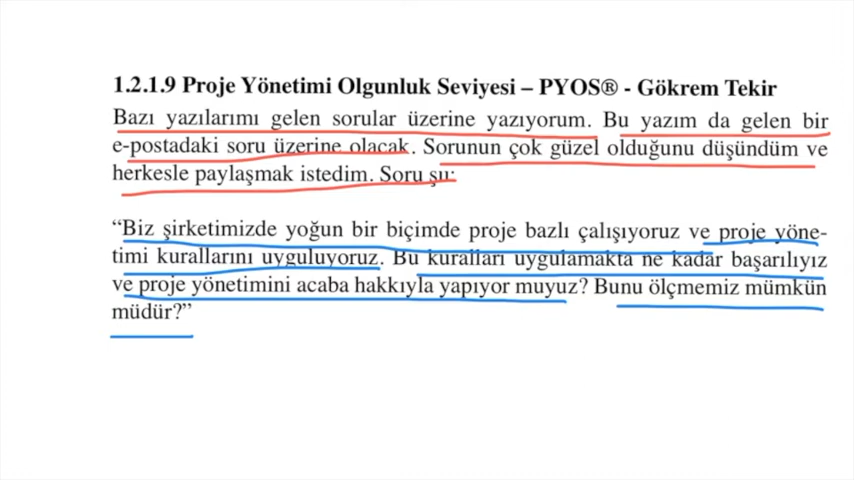 1.2.1.9 Proje Yönetimi Olgunluk Seviyesi – PYOS® - Gökrem Tekir
Bazı yazılarımı gelen sorular üzerine yazıyorum. Bu yazım da gelen bir
e-postadaki soru üzerine olacak. Sorunun çok güzel olduğunu düşündüm ve
herkesle paylaşmak istedim. Soru şu:
“Biz şirketimizde yoğun bir biçimde proje bazlı çalışıyoruz ve proje yöne-
timi kurallarını uyguluyoruz. Bu kuralları uygulamakta ne kadar başarılıyız
ve proje yönetimini acaba hakkıyla yapıyor muyuz? Bunu ölçmemiz mümkün
müdür?”